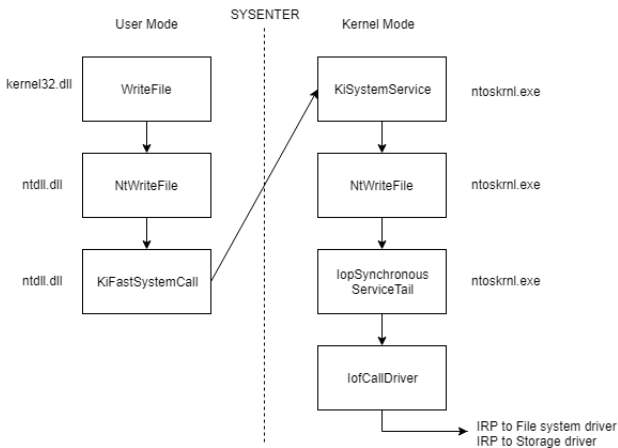 SYSENTER
User Mode
Kernel Mode
kernel32.dll
WriteFile
KiSystemService
ntoskrnl.exe
ntdll.dll
NtWriteFile
NtWriteFile
ntoskrnl.exe
ntdll.dll
KiFastSystemCall
IopSynchronous
ServiceTail
ntoskrnl.exe
IofCallDriver
IRP to File system driver
IRP to Storage driver